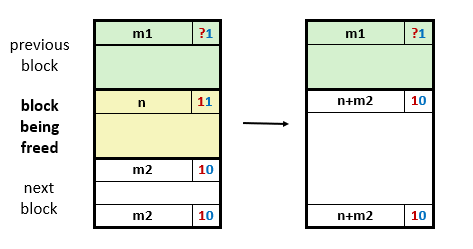 m1 ?1
m1 ?1
previous
block
block
being
freed
n 11
n+m2 10
m2 10
next
block
m2 10
n+m2 10